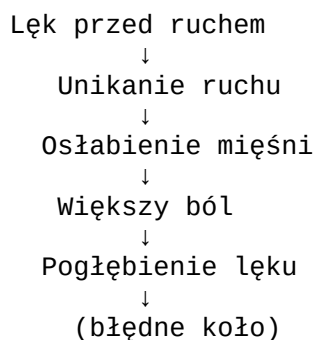 Lęk przed ruchem
↓
Unikanie ruchu
↓
Osłabienie mięśni
↓
Większy ból
↓
Pogłębienie lęku
↓
(błędne koło)